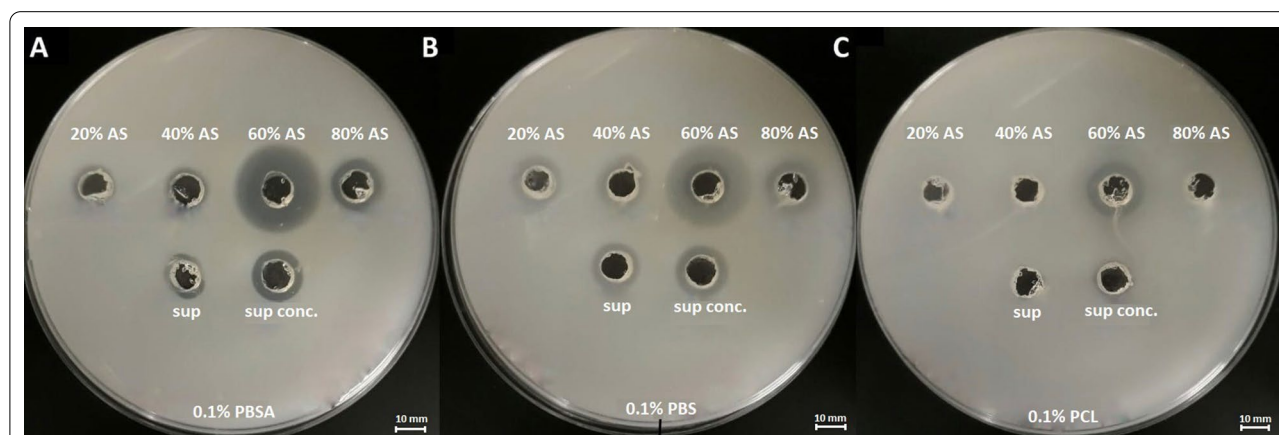 A
20% AS 40% AS 60% AS 80% AS
sup sup conc.
0.1% PBSA
10 mm
B
20% AS 40% AS 60% AS 80% AS
sup sup conc.
0.1% PBS
10 mm
C
20% AS 40% AS 60% AS 80% AS
sup sup conc.
0.1% PCL
10 mm